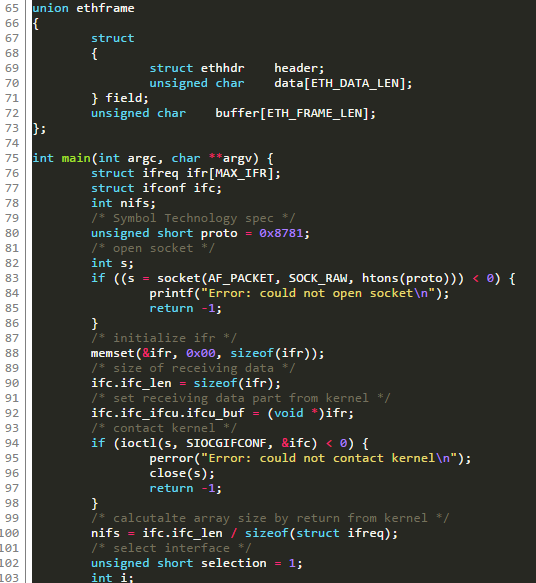 65 union ethframe
66 {
67 struct
68 {
69 struct ethhdr header;
70 unsigned char data[ETH_DATA_LEN];
71 } field;
72 unsigned char buffer[ETH_FRAME_LEN];
73 };
74
75 int main(int argc, char **argv) {
76 struct ifreq ifr[MAX_IFR];
77 struct ifconf ifc;
78 int nifs;
79 /* Symbol Technology spec */
80 unsigned short proto = 0x8781;
81 /* open socket */
82 int s;
83 if ((s = socket(AF_PACKET, SOCK_RAW, htons(proto))) < 0) {
84 printf("Error: could not open socket\n");
85 return -1;
86 }
87 /* initialize ifr */
88 memset(&ifr, 0x00, sizeof(ifr));
89 /* size of receiving data */
90 ifc.ifc_len = sizeof(ifr);
91 /* set receiving data part from kernel */
92 ifc.ifc_ifcu.ifcu_buf = (void *)ifr;
93 /* contact kernel */
94 if (ioctl(s, SIOCGIFCONF, &ifc) < 0) {
95 perror("Error: could not contact kernel\n");
96 close(s);
97 return -1;
98 }
99 /* calcutalte array size by return from kernel */
100 nifs = ifc.ifc_len / sizeof(struct ifreq);
101 /* select interface */
102 unsigned short selection = 1;
103 int i;